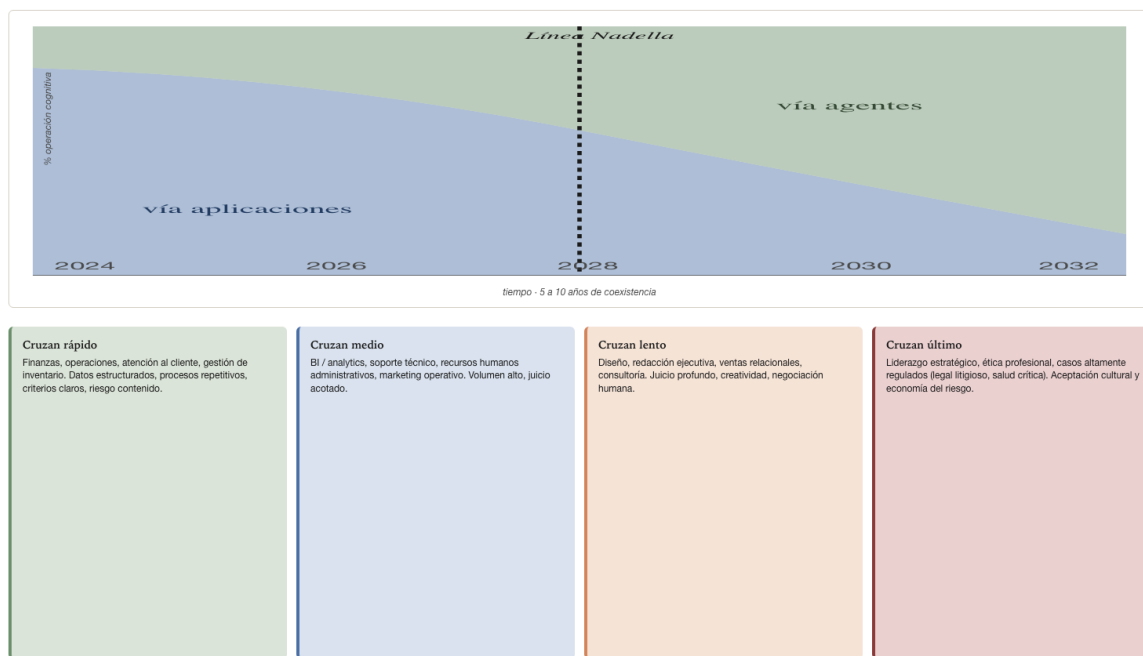 Línea Nadella
% operación cognitiva
vía agentes
vía aplicaciones
2024 2026 2028 2030 2032
tiempo · 5 a 10 años de coexistencia
Cruzan rápido
Finanzas, operaciones, atención al cliente, gestión de
inventario. Datos estructurados, procesos repetitivos,
criterios claros, riesgo contenido.
Cruzan medio
BI / analytics, soporte técnico, recursos humanos
administrativos, marketing operativo. Volumen alto, juicio
acotado.
Cruzan lento
Diseño, redacción ejecutiva, ventas relacionales,
consultoría. Juicio profundo, creatividad, negociación
humana.
Cruzan último
Liderazgo estratégico, ética profesional, casos altamente
regulados (legal litigioso, salud crítica). Aceptación cultural y
economía del riesgo.